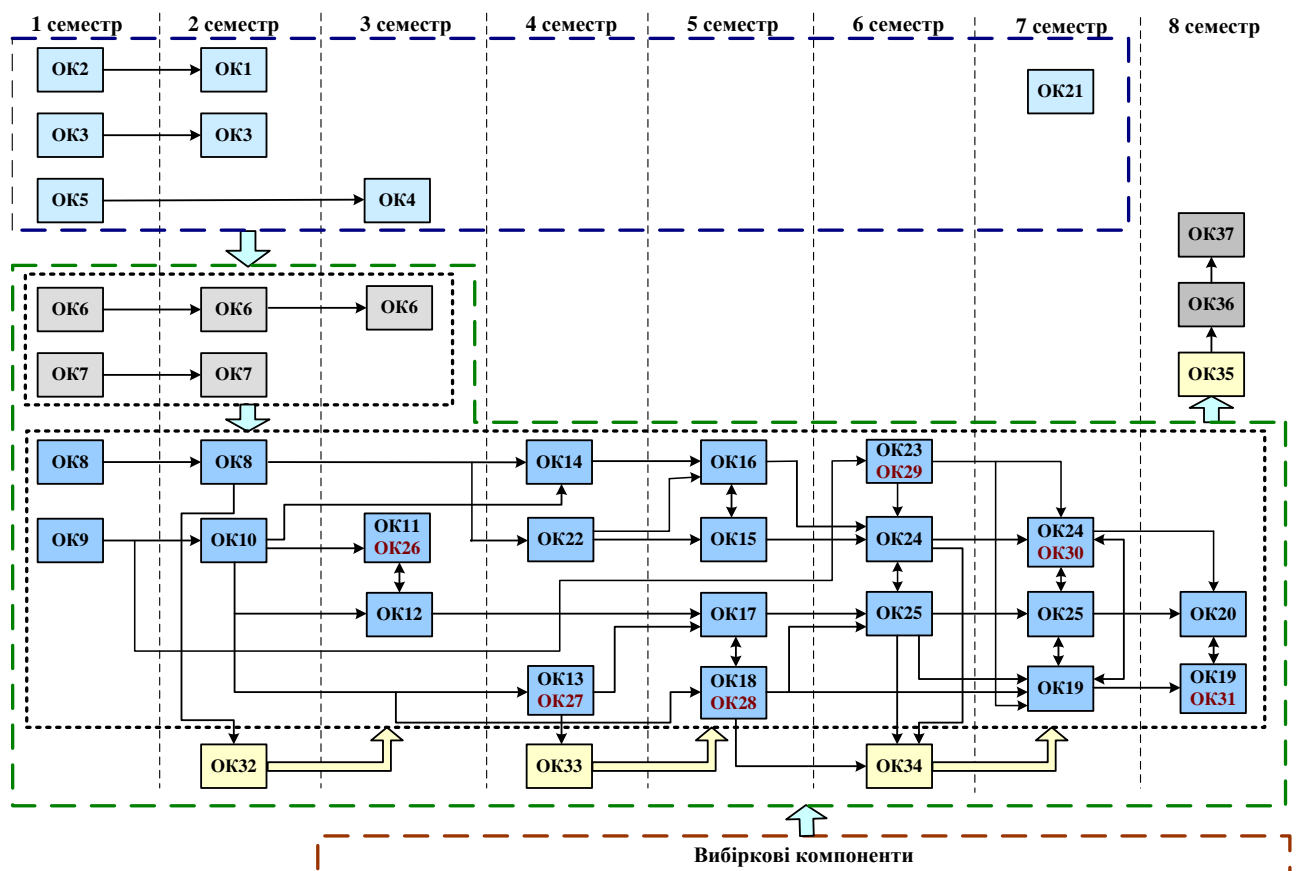 1 семестр 2 семестр 3 семестр 4 семестр 5 семестр 6 семестр 7 семестр 8 семестр
ОК2 ОК1 ОК21
ОК3 ОК3
ОК5 ОК4
ОК37
ОК6 ОК6 ОК6 ОК36
ОК7 ОК7 ОК35
ОК8 ОК8 ОК14 ОК16 ОК23
ОК29
ОК9 ОК10 ОК11 ОК22 ОК15 ОК24 ОК24
ОК26 ОК30
ОК12 ОК17 ОК25 ОК25 ОК20
ОК13 ОК18 ОК19 ОК19
ОК27 ОК28 ОК31
ОК32 ОК33 ОК34
Вибіркові компоненти